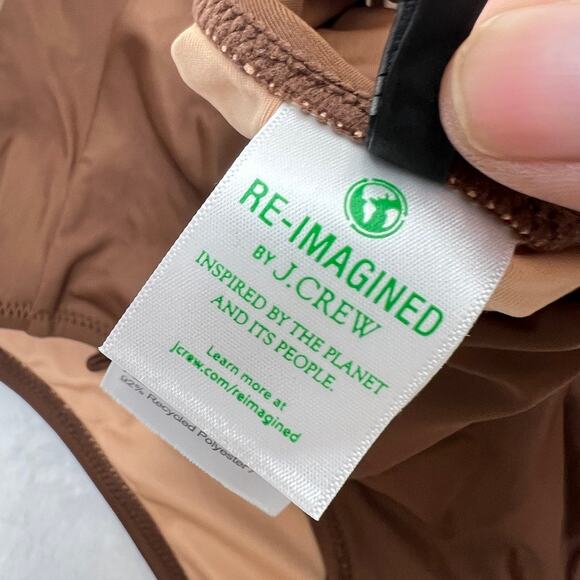 RE-IMAGINED
BY J.CREW
INSPIRED BY THE PLANET
AND ITS PEOPLE.
Learn more at
jcrew.com/reimagined
92% Recycled Polyester /